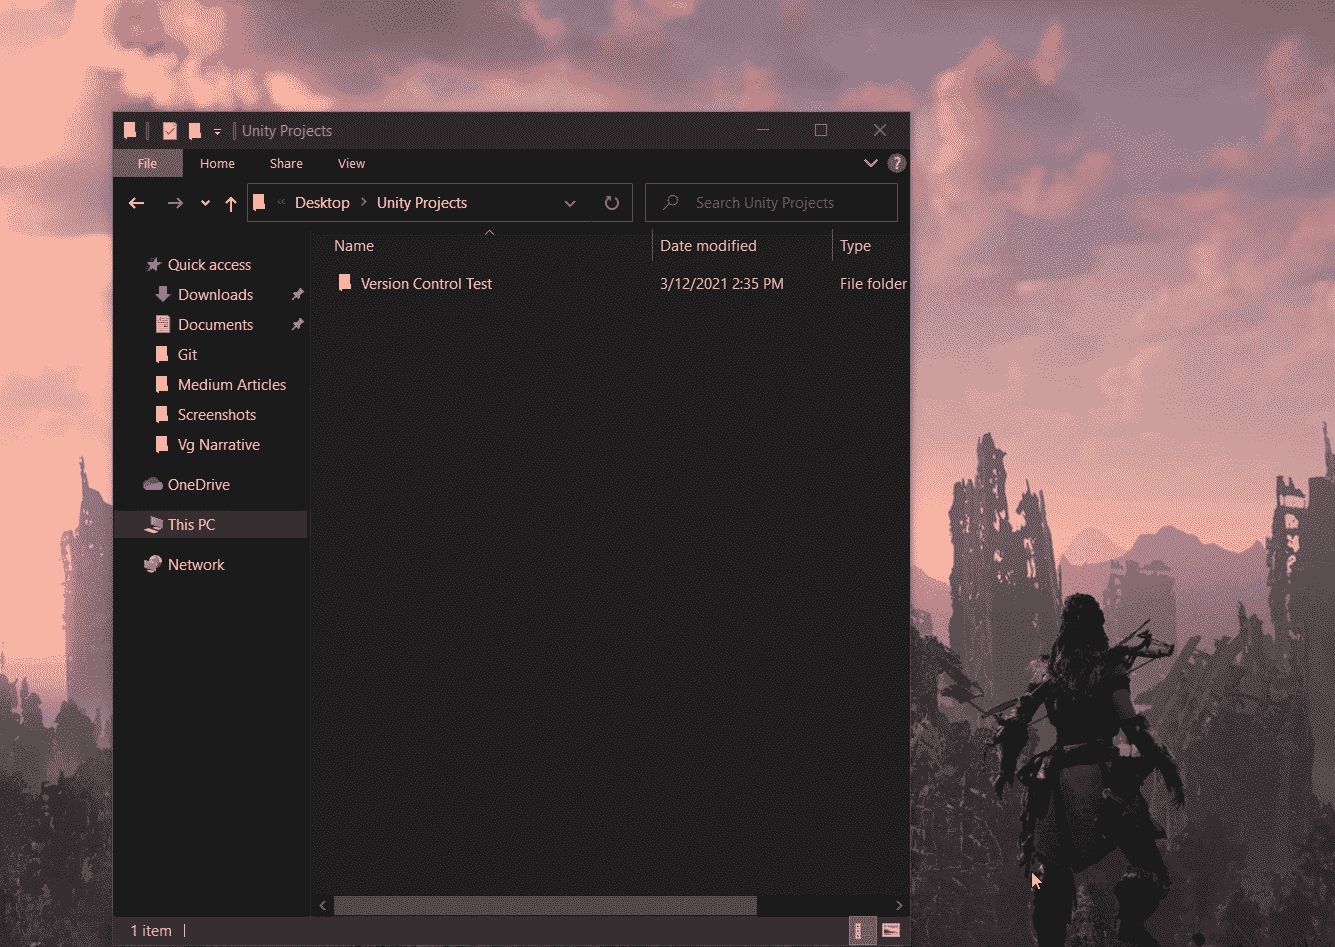 Unity Projects
File Home Share View ?
« Desktop > Unity Projects Search Unity Projects
Name Date modified Type
Version Control Test 3/12/2021 2:35 PM File folder
Quick access
Downloads
Documents
Git
Medium Articles
Screenshots
Vg Narrative
OneDrive
This PC
Network
1 item